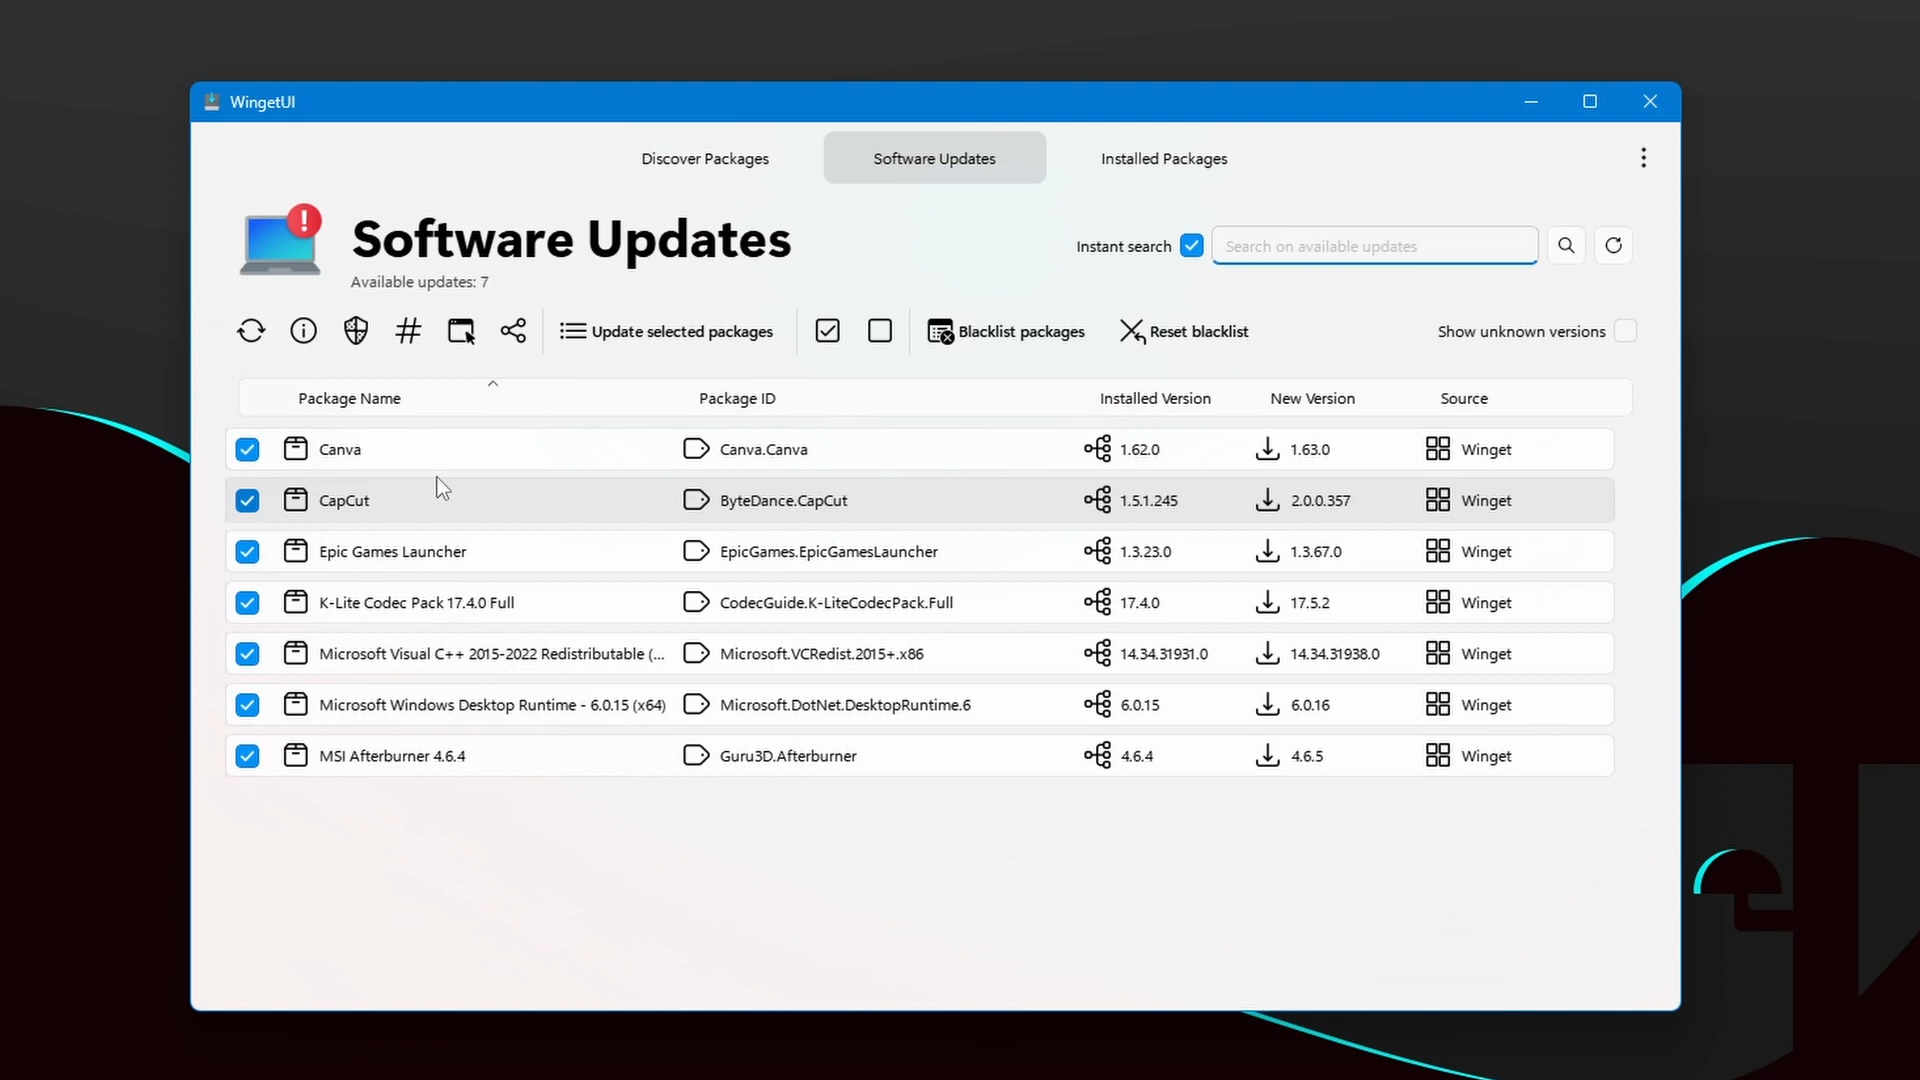 WingetUI
Discover Packages Software Updates Installed Packages
Software Updates
Instant search Search on available updates
Available updates: 7
Update selected packages Blacklist packages Reset blacklist Show unknown versions
Package Name Package ID Installed Version New Version Source
Canva Canva.Canva 1.62.0 1.63.0 Winget
CapCut ByteDance.CapCut 1.5.1.245 2.0.0.357 Winget
Epic Games Launcher EpicGames.EpicGamesLauncher 1.3.23.0 1.3.67.0 Winget
K-Lite Codec Pack 17.4.0 Full CodecGuide.K-LiteCodecPack.Full 17.4.0 17.5.2 Winget
Microsoft Visual C++ 2015-2022 Redistributable (... Microsoft.VCRedist.2015+.x86 14.34.31931.0 14.34.31938.0 Winget
Microsoft Windows Desktop Runtime - 6.0.15 (x64) Microsoft.DotNet.DesktopRuntime.6 6.0.15 6.0.16 Winget
MSI Afterburner 4.6.4 Guru3D.Afterburner 4.6.4 4.6.5 Winget